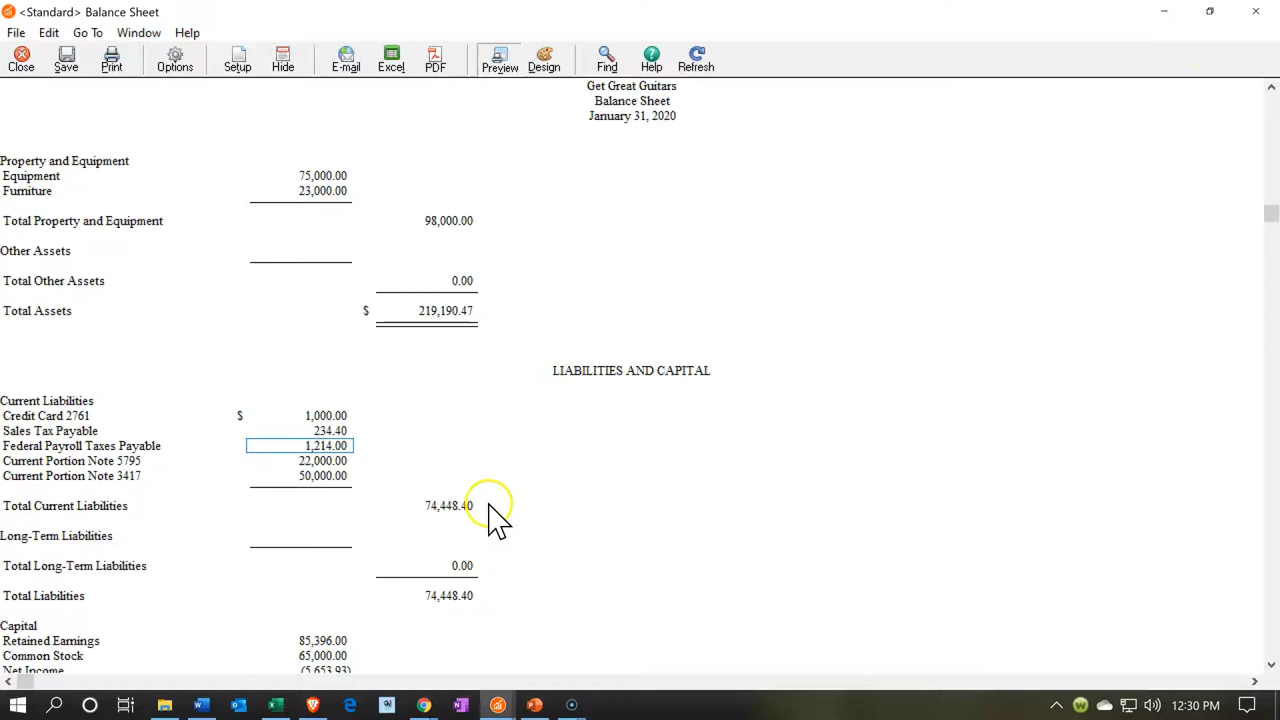 <Standard> Balance Sheet
File Edit Go To Window Help
Close Save Print Options Setup Hide E-mail Excel PDF Preview Design Find Help Refresh
Get Great Guitars
Balance Sheet
January 31, 2020
Property and Equipment
Equipment 75,000.00
Furniture 23,000.00
Total Property and Equipment 98,000.00
Other Assets
Total Other Assets 0.00
Total Assets $ 219,190.47
LIABILITIES AND CAPITAL
Current Liabilities
Credit Card 2761 $ 1,000.00
Sales Tax Payable 234.40
Federal Payroll Taxes Payable 1,214.00
Current Portion Note 5795 22,000.00
Current Portion Note 3417 50,000.00
Total Current Liabilities 74,448.40
Long-Term Liabilities
Total Long-Term Liabilities 0.00
Total Liabilities 74,448.40
Capital
Retained Earnings 85,396.00
Common Stock 65,000.00
Net Income (5,653.93)
12:30 PM